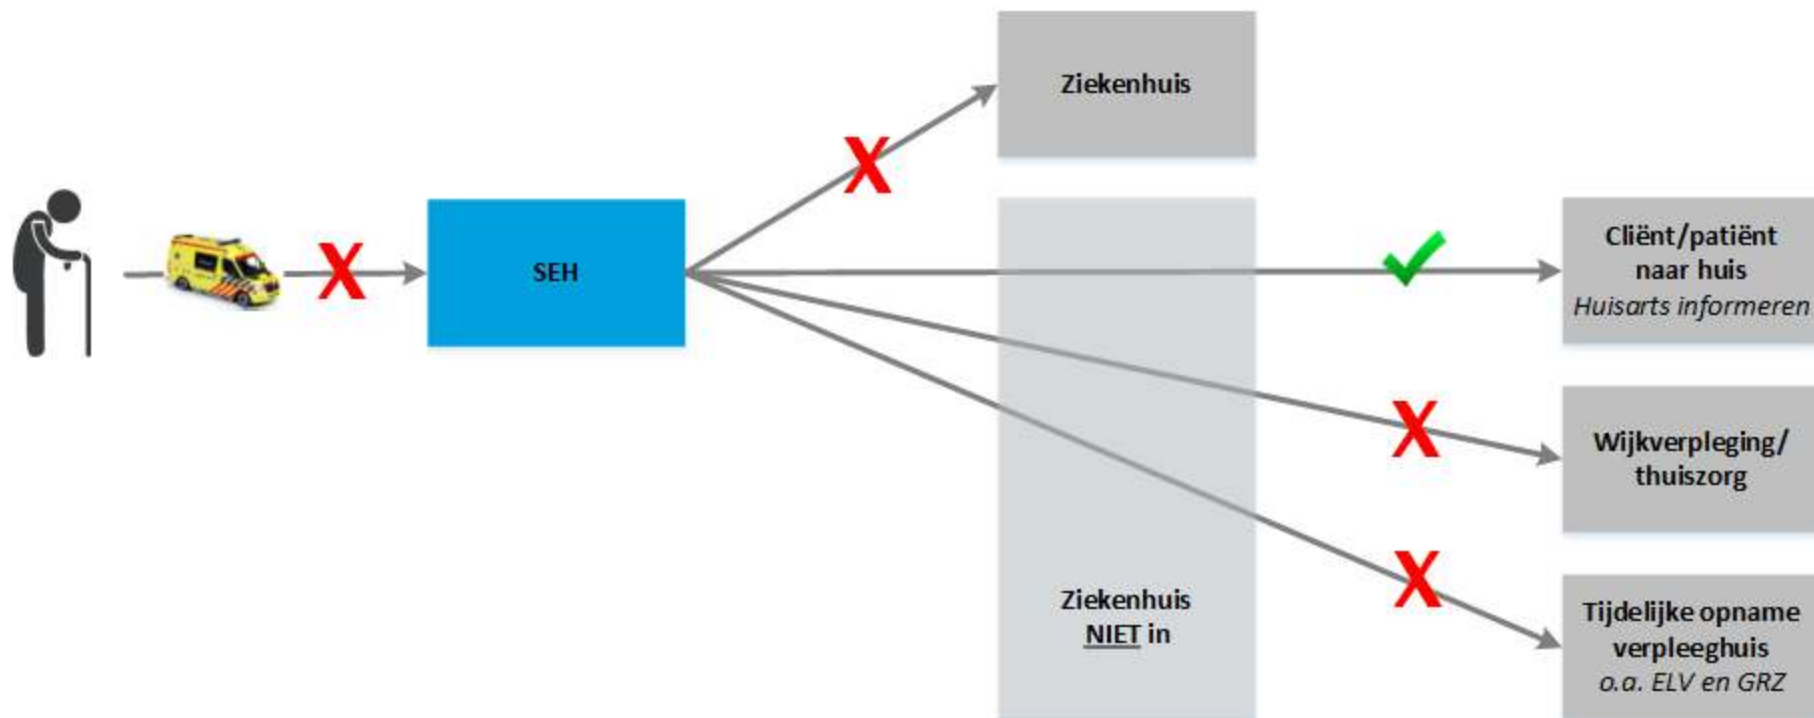 Ziekenhuis
SEH
Cliënt/patiënt
naar huis
Huisarts informeren
Wijkverpleging/
thuiszorg
Ziekenhuis
NIET in
Tijdelijke opname
verpleeghuis
o.a. ELV en GRZ